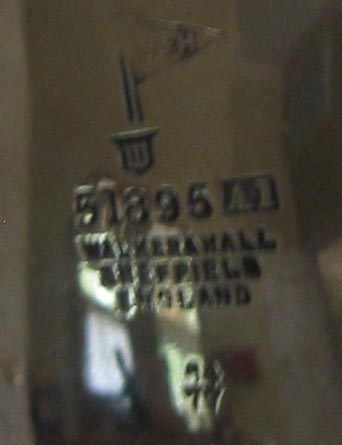 W&H
51895 A1
WALKER & HALL
SHEFFIELD
ENGLAND